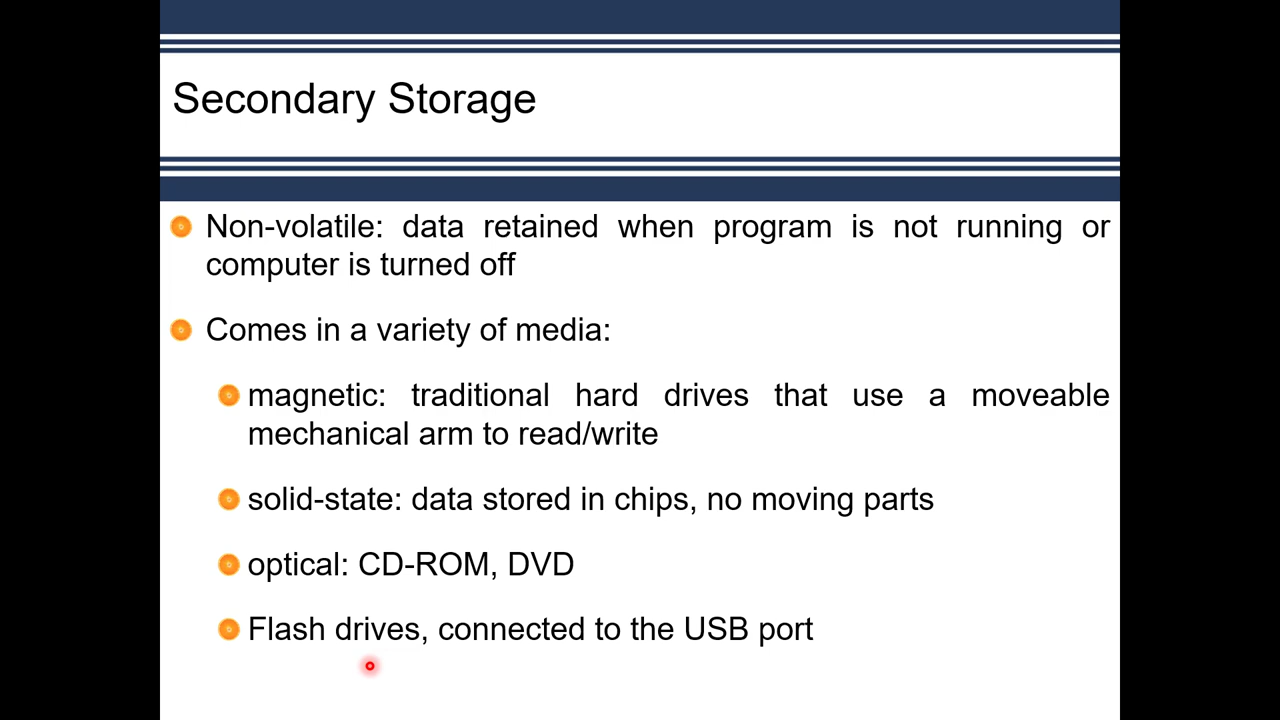 Secondary Storage
Non-volatile: data retained when program is not running or
computer is turned off
Comes in a variety of media:
magnetic: traditional hard drives that use a moveable
mechanical arm to read/write
solid-state: data stored in chips, no moving parts
optical: CD-ROM, DVD
Flash drives, connected to the USB port